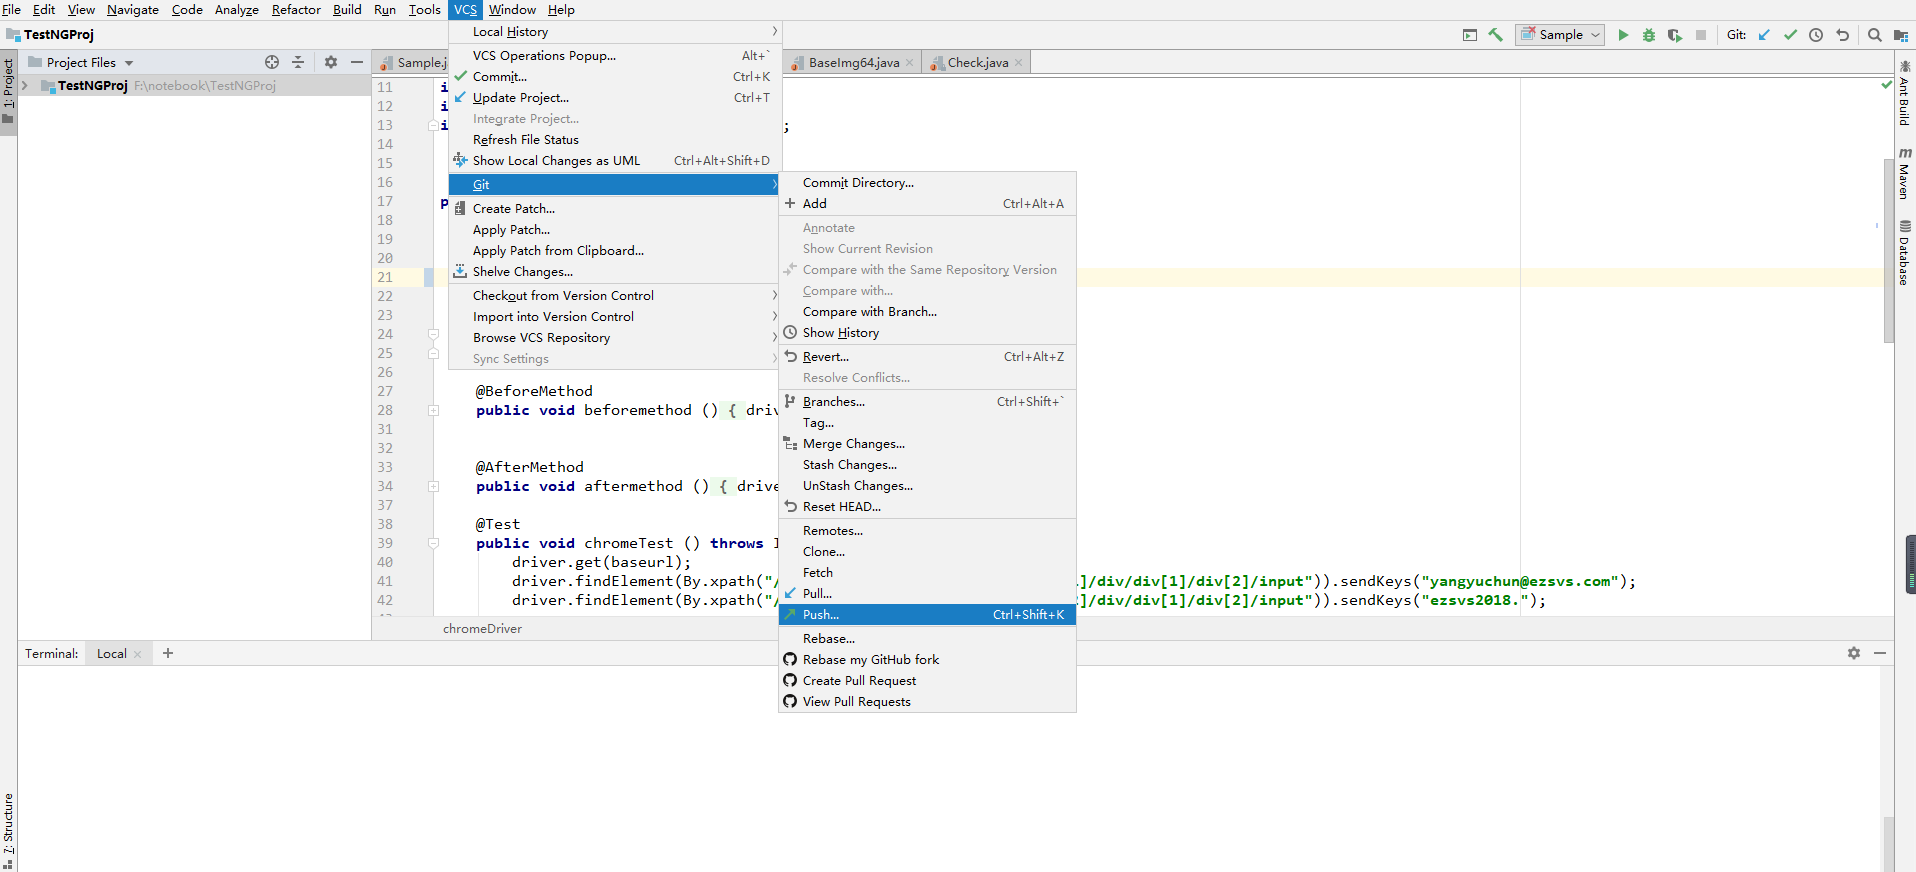 File Edit View Navigate Code Analyze Refactor Build Run Tools VCS Window Help
TestNGProj
Sample
Git:
1: Project
Project Files
TestNGProj F:\notebook\TestNGProj
Sample.j
BaseImg64.java
Check.java
Local History
VCS Operations Popup... Alt+`
Commit... Ctrl+K
Update Project... Ctrl+T
Integrate Project...
Refresh File Status
Show Local Changes as UML Ctrl+Alt+Shift+D
Git
Create Patch...
Apply Patch...
Apply Patch from Clipboard...
Shelve Changes...
Checkout from Version Control
Import into Version Control
Browse VCS Repository
Sync Settings
Commit Directory...
Add Ctrl+Alt+A
Annotate
Show Current Revision
Compare with the Same Repository Version
Compare with...
Compare with Branch...
Show History
Revert... Ctrl+Alt+Z
Resolve Conflicts...
Branches... Ctrl+Shift+`
Tag...
Merge Changes...
Stash Changes...
UnStash Changes...
Reset HEAD...
Remotes...
Clone...
Fetch
Pull...
Push... Ctrl+Shift+K
Rebase...
Rebase my GitHub fork
Create Pull Request
View Pull Requests
11 i
12 i
13 i ;
14
15
16
17 p
18
19
20
21
22
23
24
25
26
27 @BeforeMethod
28 public void beforemethod () { driv
31
32
33 @AfterMethod
34 public void aftermethod () { drive
37
38 @Test
39 public void chromeTest () throws I
40 driver.get(baseurl);
41 driver.findElement(By.xpath("/ ]/div/div[1]/div[2]/input")).sendKeys("yangyuchun@ezsvs.com");
42 driver.findElement(By.xpath("/ ]/div/div[1]/div[2]/input")).sendKeys("ezsvs2018.");
chromeDriver
Ant Build
m Maven
Database
Terminal: Local +
7: Structure